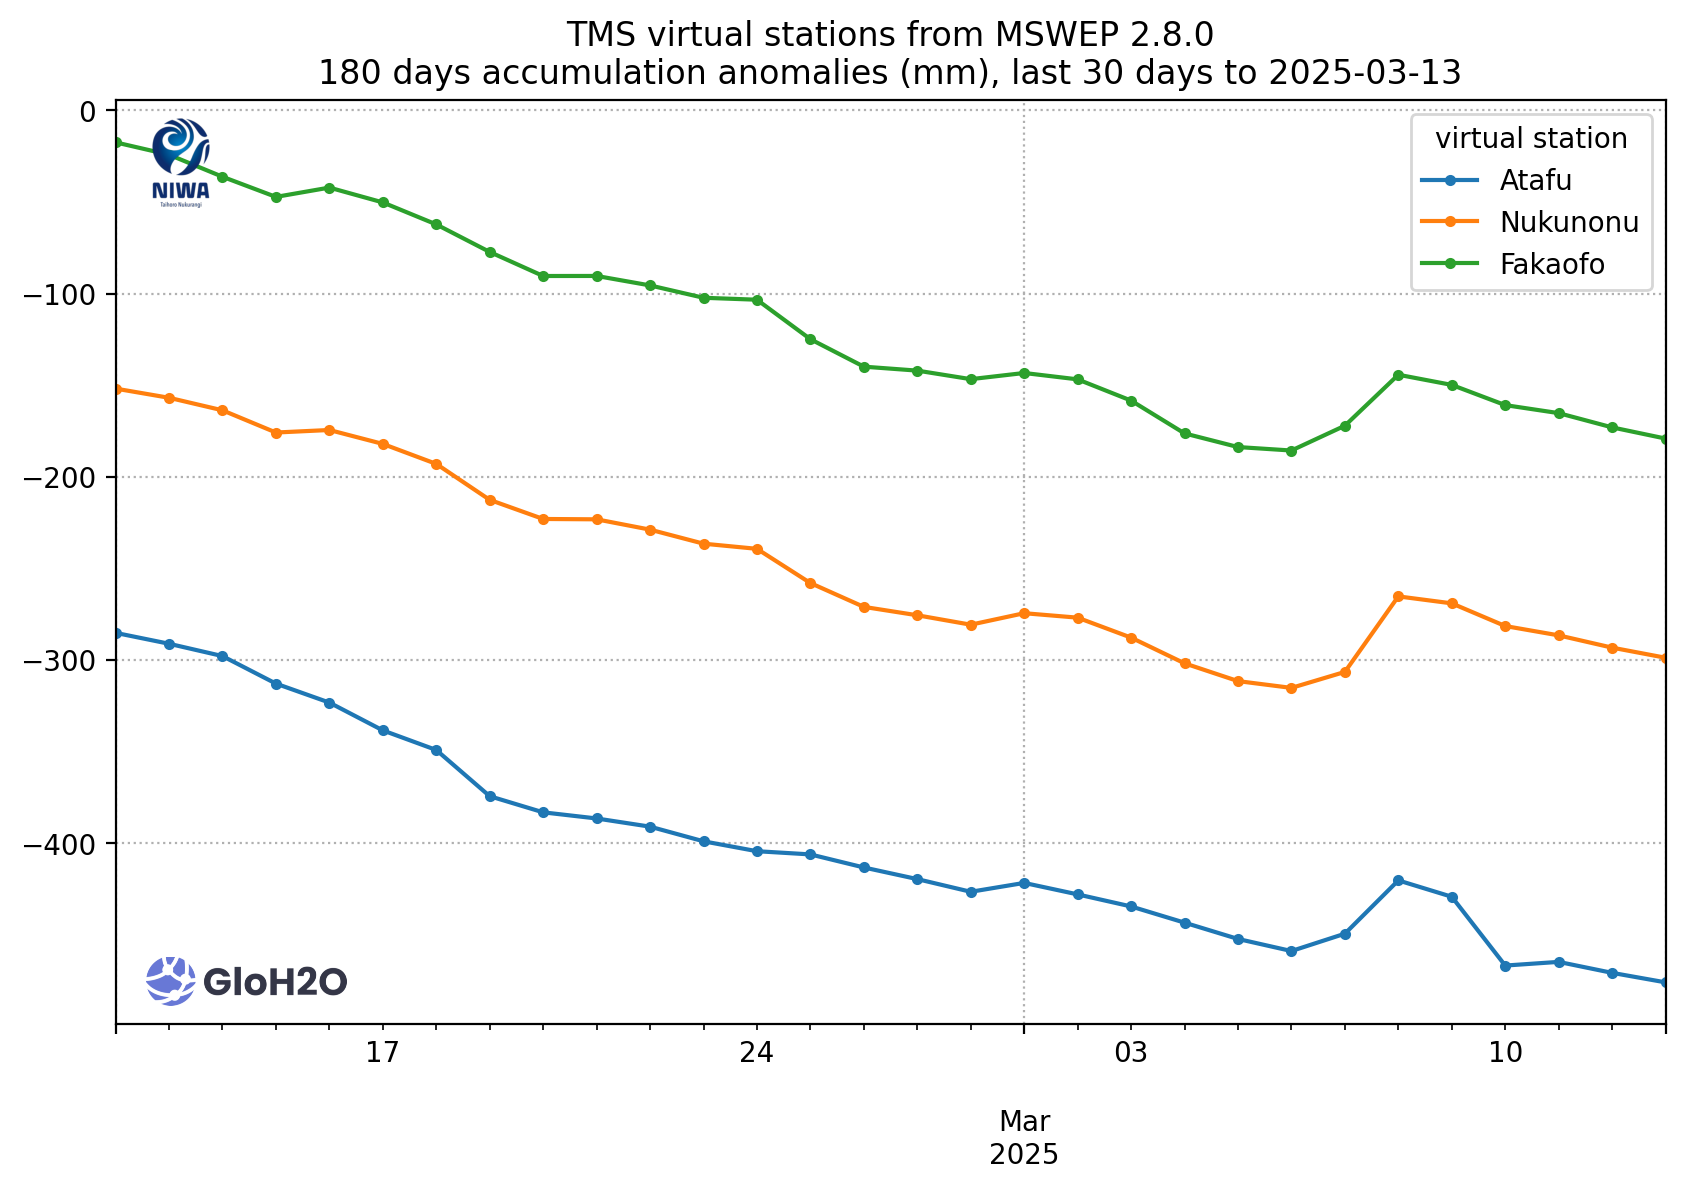 TMS virtual stations from MSWEP 2.8.0
180 days accumulation anomalies (mm), last 30 days to 2025-03-13
0
−100
−200
−300
−400
NIWA
Taihoro Nukurangi
virtual station
Atafu
Nukunonu
Fakaofo
GloH2O
17
24
03
10
Mar
2025